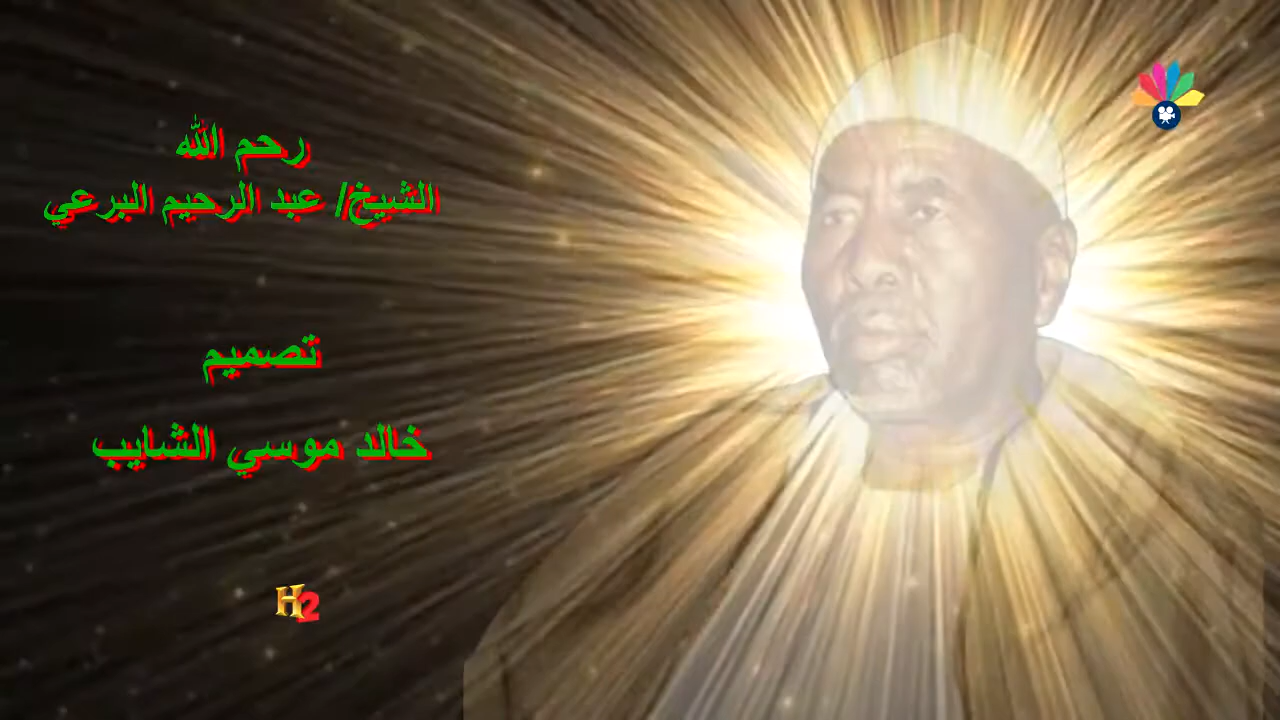 رحم الله
الشيخ/ عبد الرحيم البرعي
تصميم
خالد موسي الشايب
H2